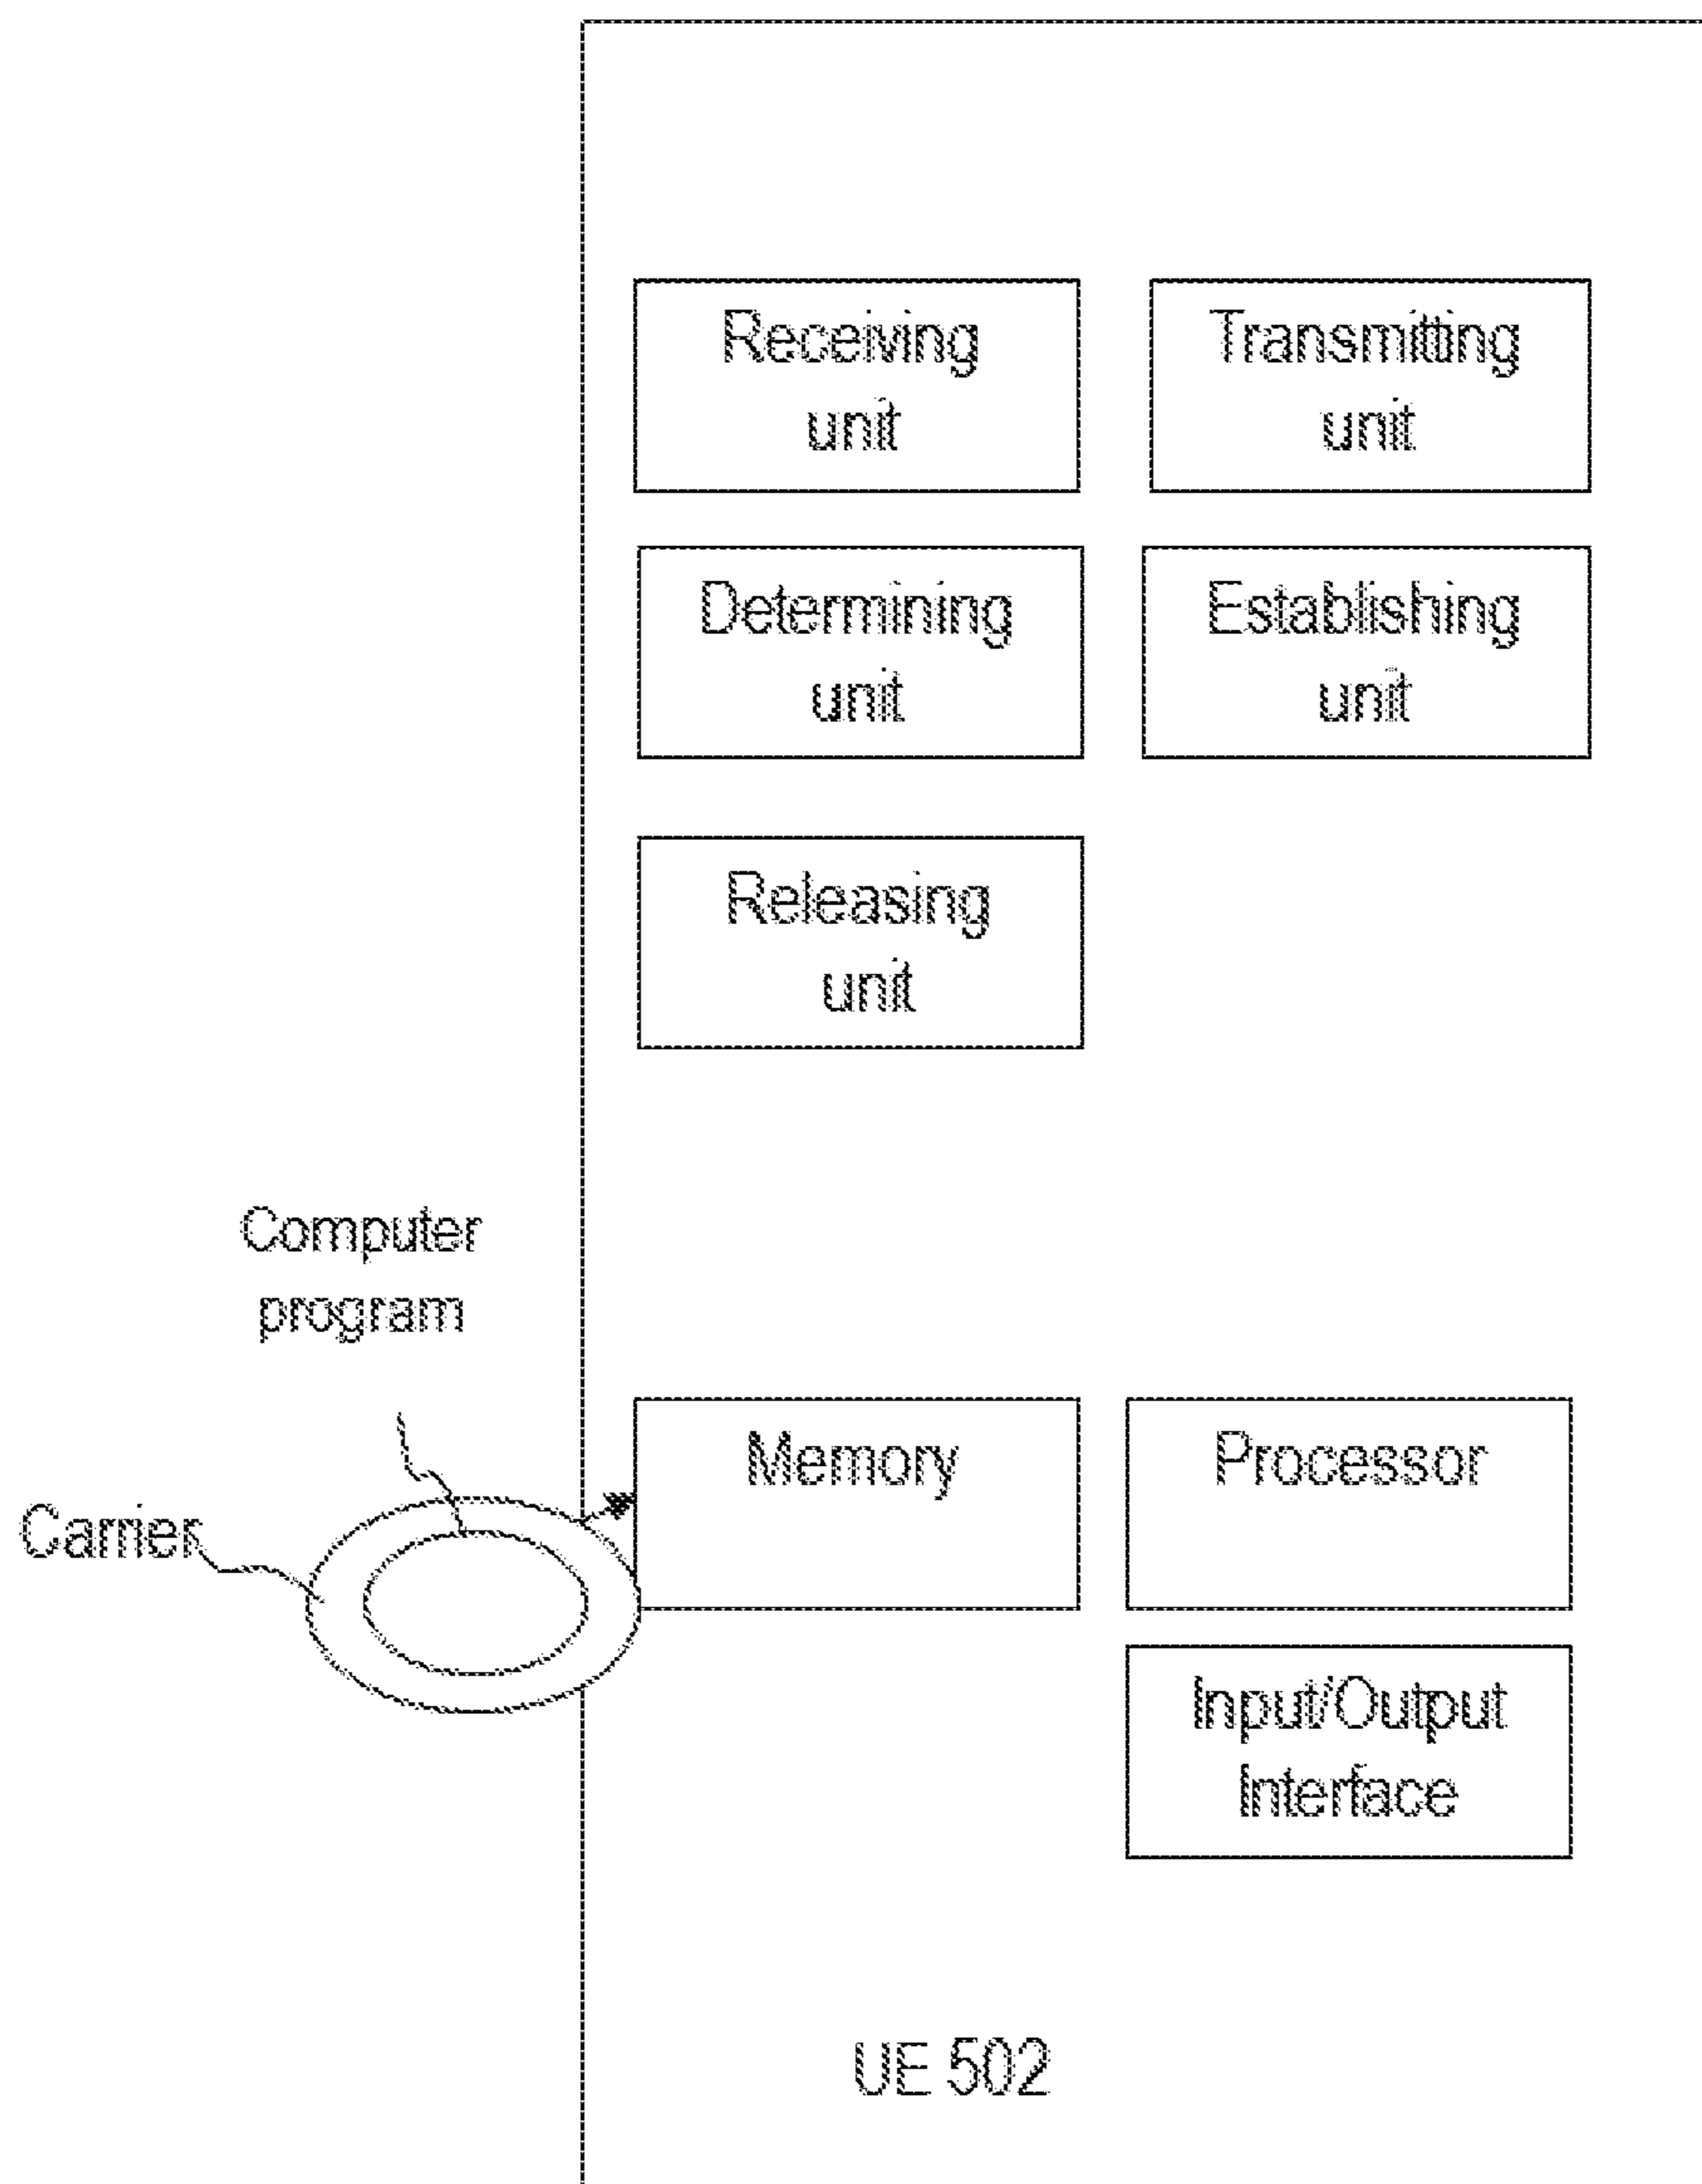 Receiving
unit
Transmitting
unit
Determining
unit
Establishing
unit
Releasing
unit
Computer
program
Carrier
Memory
Processor
Input/Output
Interface
UE 502